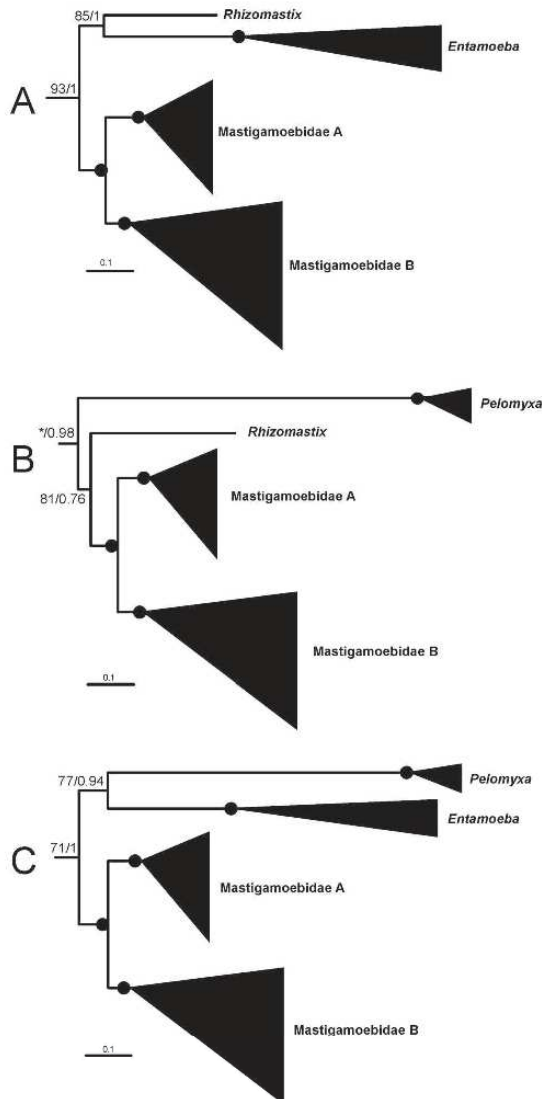 85/1
Rhizomastix
Entamoeba
93/1
A
Mastigamoebidae A
Mastigamoebidae B
0.1
Pelomyxa
*/0.98
Rhizomastix
B
81/0.76
Mastigamoebidae A
Mastigamoebidae B
0.1
77/0.94
Pelomyxa
Entamoeba
71/1
C
Mastigamoebidae A
Mastigamoebidae B
0.1